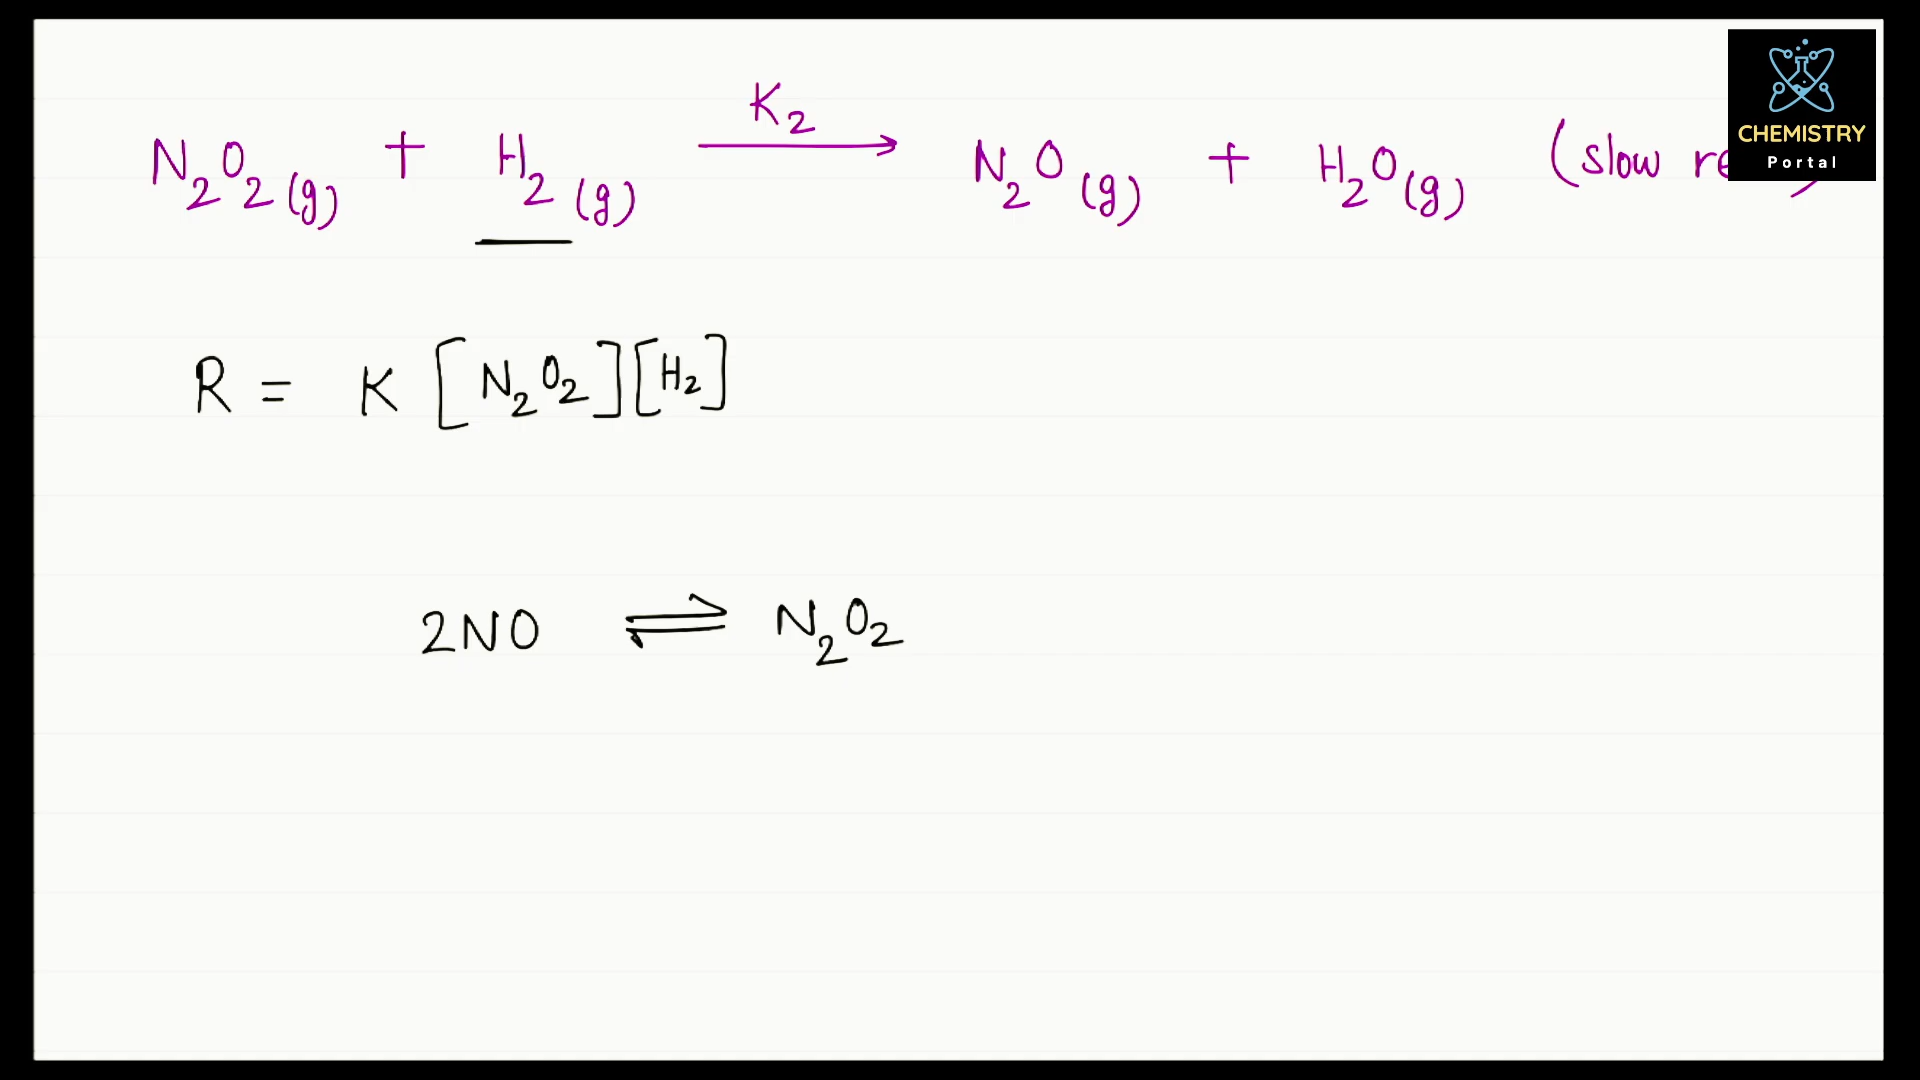 K₂
N₂O₂(g) + H₂(g) ⟶ N₂O(g) + H₂O(g) (slow
CHEMISTRY
Portal
R = K [N₂O₂][H₂]
2NO ⇌ N₂O₂